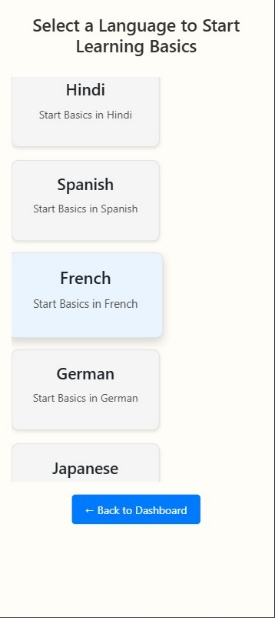 Select a Language to Start
Learning Basics
Hindi
Start Basics in Hindi
Spanish
Start Basics in Spanish
French
Start Basics in French
German
Start Basics in German
Japanese
← Back to Dashboard